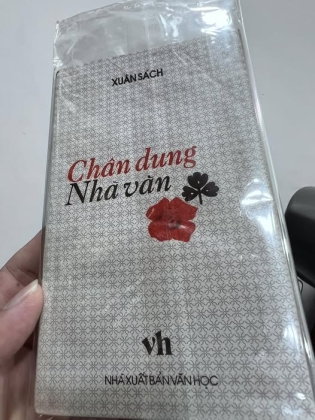 XUÂN SÁCH
Chân dung
Nhà văn
vh
NHÀ XUẤT BẢN VĂN HỌC